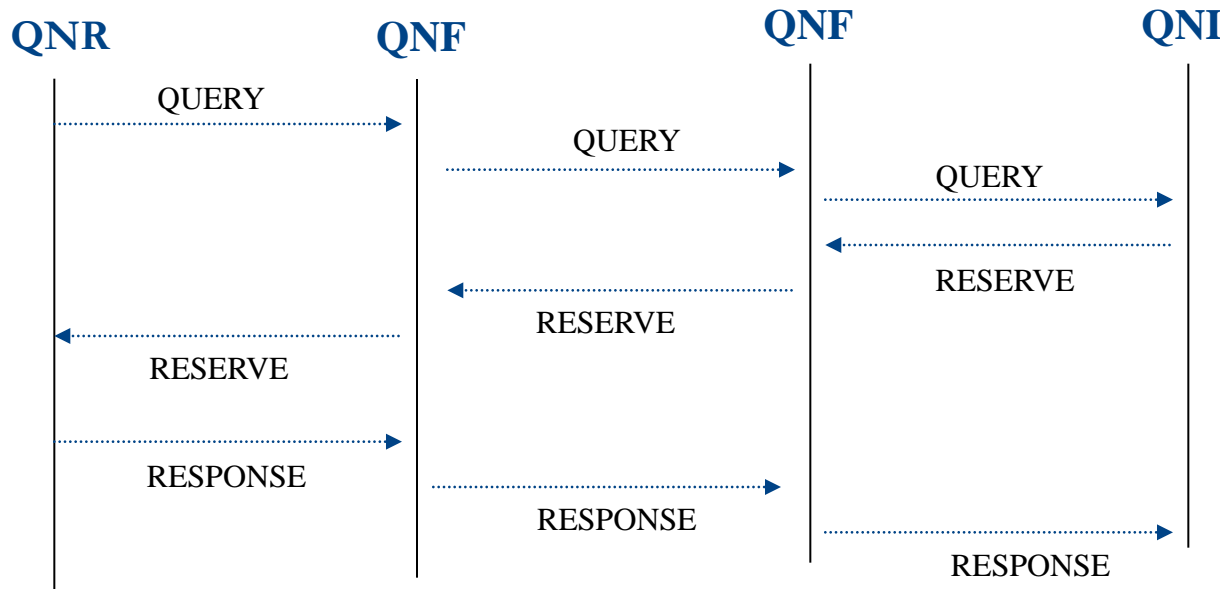 QNR QNF QNF QNI
QUERY
QUERY
QUERY
RESERVE
RESERVE
RESERVE
RESPONSE
RESPONSE
RESPONSE